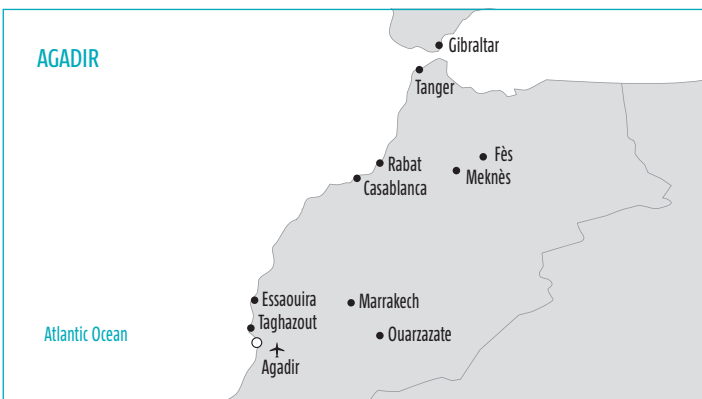 AGADIR
Gibraltar
Tanger
Fès
Rabat
Meknès
Casablanca
Essaouira
Marrakech
Taghazout
Atlantic Ocean
Ouarzazate
Agadir